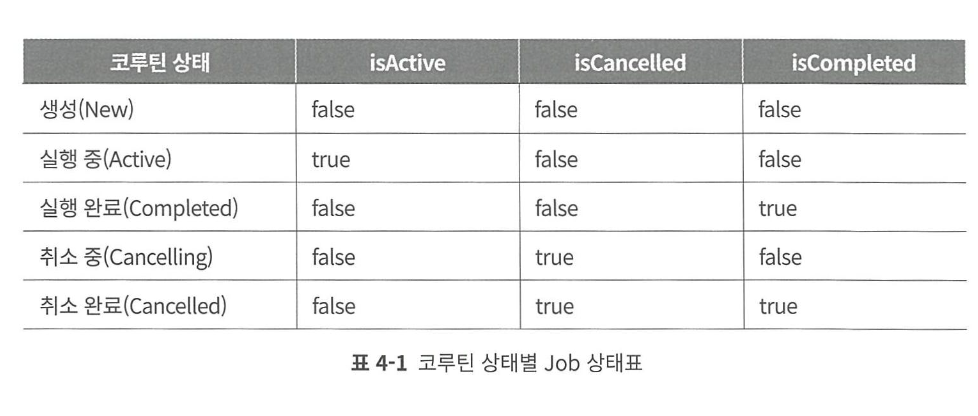 코루틴 상태 isActive isCancelled isCompleted
생성(New) false false false
실행 중(Active) true false false
실행 완료(Completed) false false true
취소 중(Cancelling) false true false
취소 완료(Cancelled) false true true
표 4-1 코루틴 상태별 Job 상태표